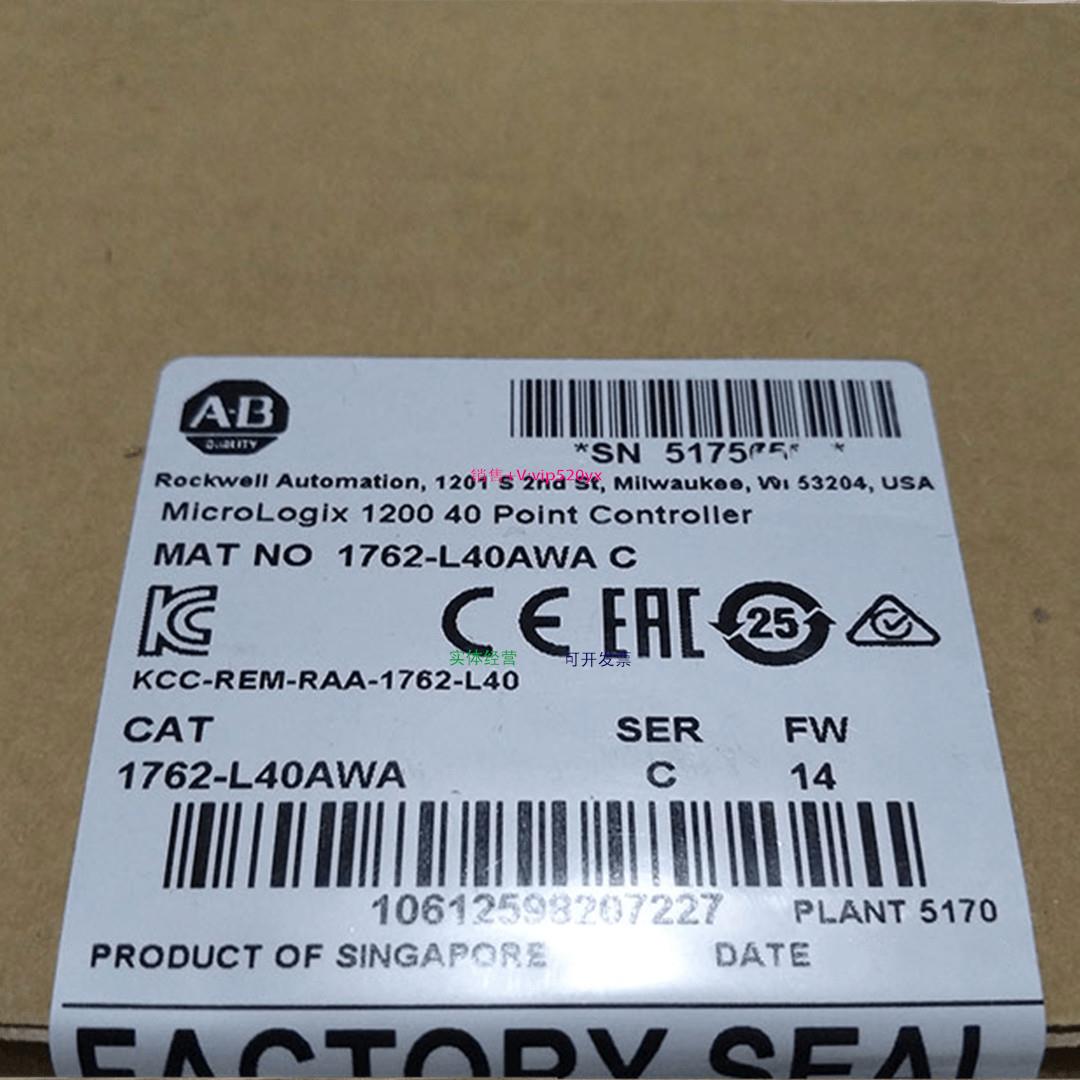 A-B
QUALITY
*SN 5175
销售+V:vip520yx
Rockwell Automation, 1201 S 2nd St, Milwaukee, WI 53204, USA
MicroLogix 1200 40 Point Controller
MAT NO 1762-L40AWA C
CE EAC 25
实体经营 可开发票
KCC-REM-RAA-1762-L40
CAT SER FW
1762-L40AWA C 14
10612598207227 PLANT 5170
PRODUCT OF SINGAPORE DATE
FACTORY SEAL